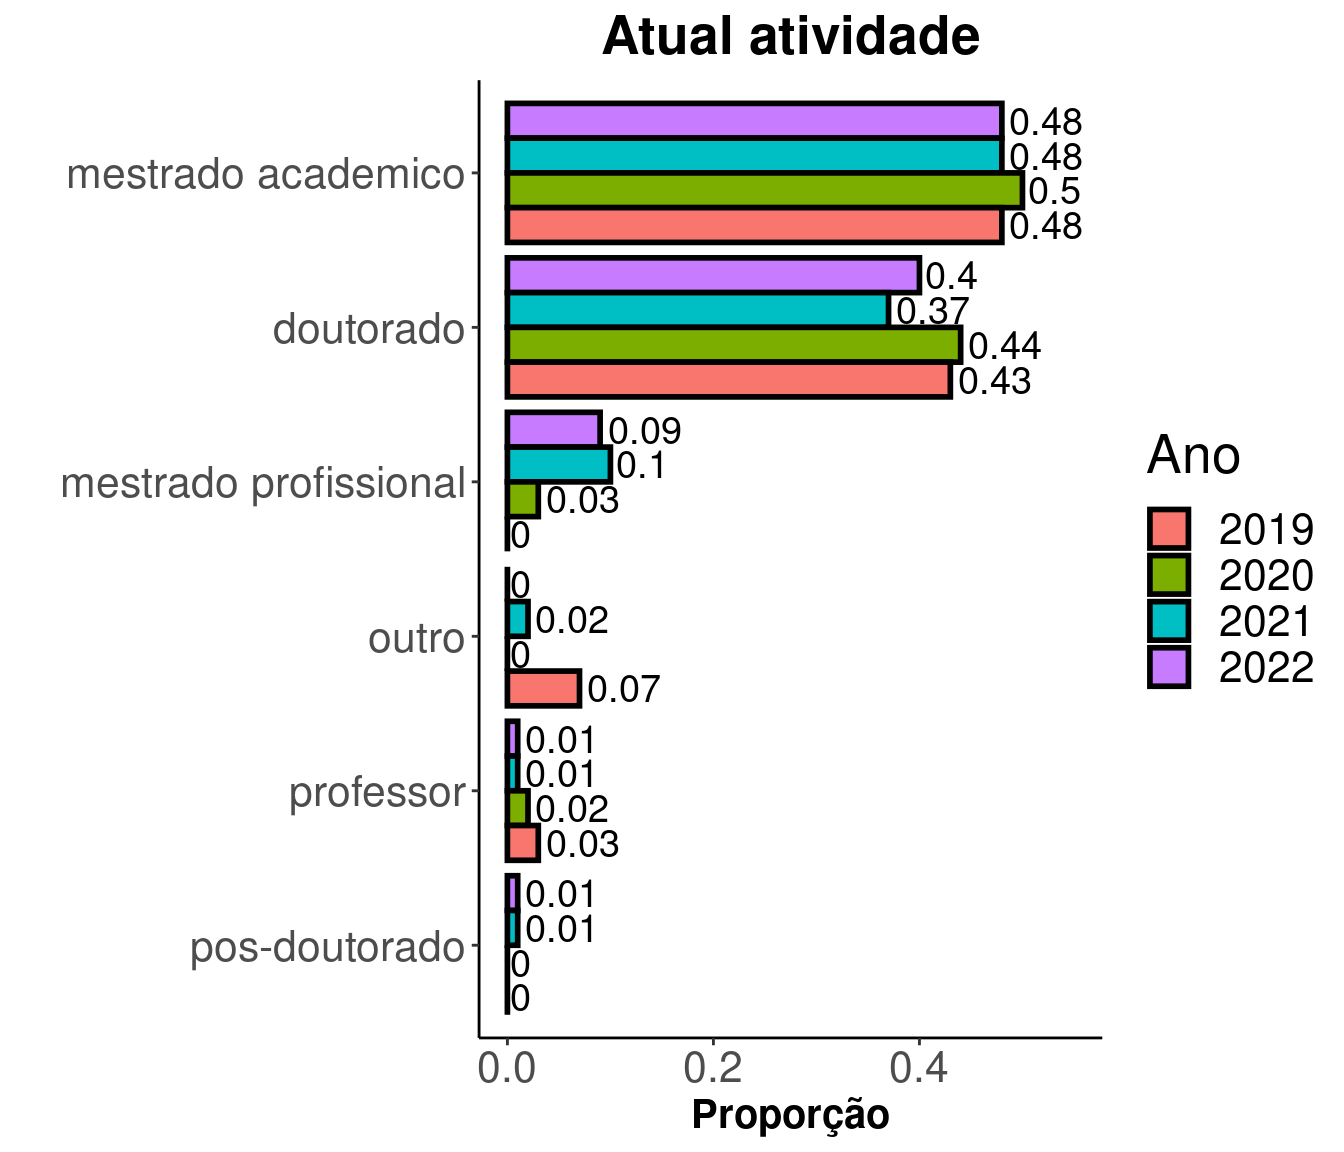 Atual atividade
mestrado academico
0.48
0.48
0.5
0.48
doutorado
0.4
0.37
0.44
0.43
mestrado profissional
0.09
0.1
0.03
0
outro
0
0.02
0
0.07
professor
0.01
0.01
0.02
0.03
pos-doutorado
0.01
0.01
0
0
0.0 0.2 0.4
Proporção
Ano
2019
2020
2021
2022